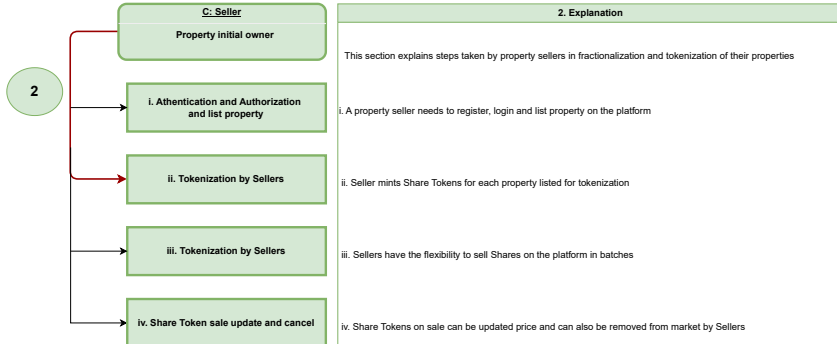 C: Seller
Property initial owner
2. Explanation
This section explains steps taken by property sellers in fractionalization and tokenization of their properties
2
i. Athentication and Authorization
and list property
i. A property seller needs to register, login and list property on the platform
ii. Tokenization by Sellers
ii. Seller mints Share Tokens for each property listed for tokenization
iii. Tokenization by Sellers
iii. Sellers have the flexibility to sell Shares on the platform in batches
iv. Share Token sale update and cancel
iv. Share Tokens on sale can be updated price and can also be removed from market by Sellers